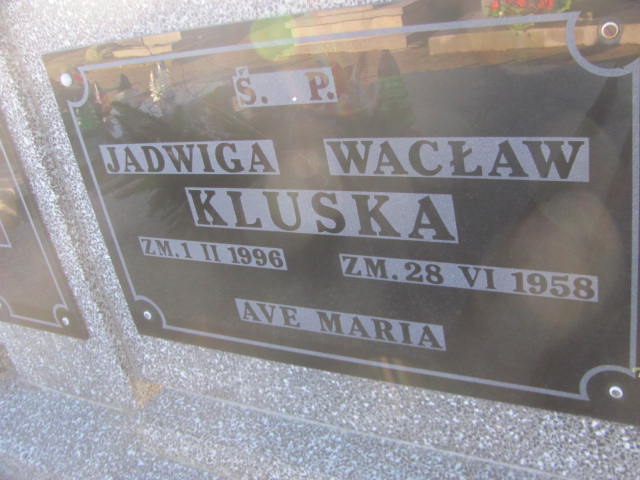 Ś. P.
JADWIGA WACŁAW
KLUSKA
ZM. 1 II 1996 ZM. 28 VI 1958
AVE MARIA